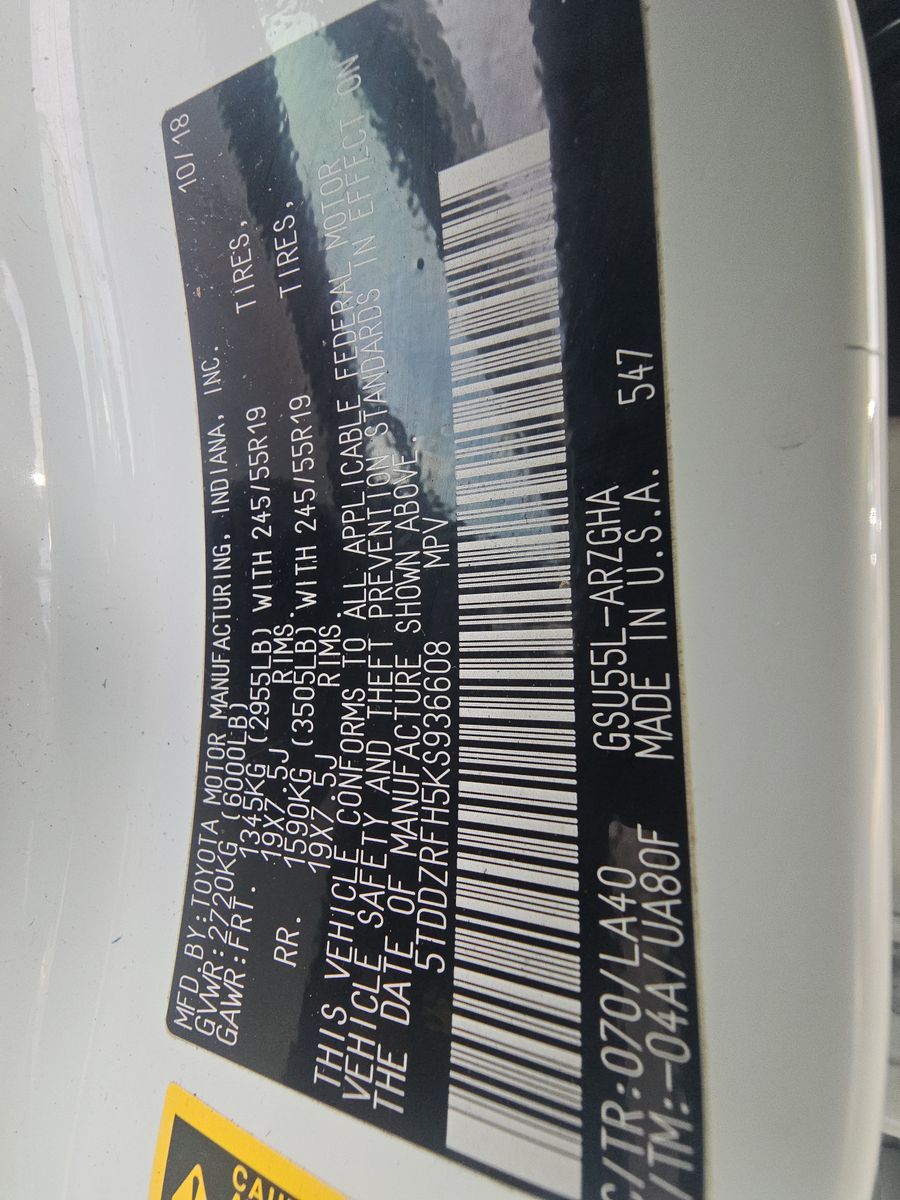 MFD.BY:TOYOTA MOTOR MANUFACTURING, INDIANA, INC. 10/18
GVWR:2720KG (6000LB)
GAWR:FRT. 1345KG (2955LB) WITH 245/55R19 TIRES,
19X7.5J RIMS.
RR. 1590KG (3505LB) WITH 245/55R19 TIRES,
19X7.5J RIMS.
THIS VEHICLE CONFORMS TO ALL APPLICABLE FEDERAL MOTOR
VEHICLE SAFETY AND THEFT PREVENTION STANDARDS IN EFFECT ON
THE DATE OF MANUFACTURE SHOWN ABOVE.
5TDDZRFH5KS936608 MPV
C/TR:070/LA40 GSU55L-ARZGHA
/TM:-04A/UA80F MADE IN U.S.A. 547